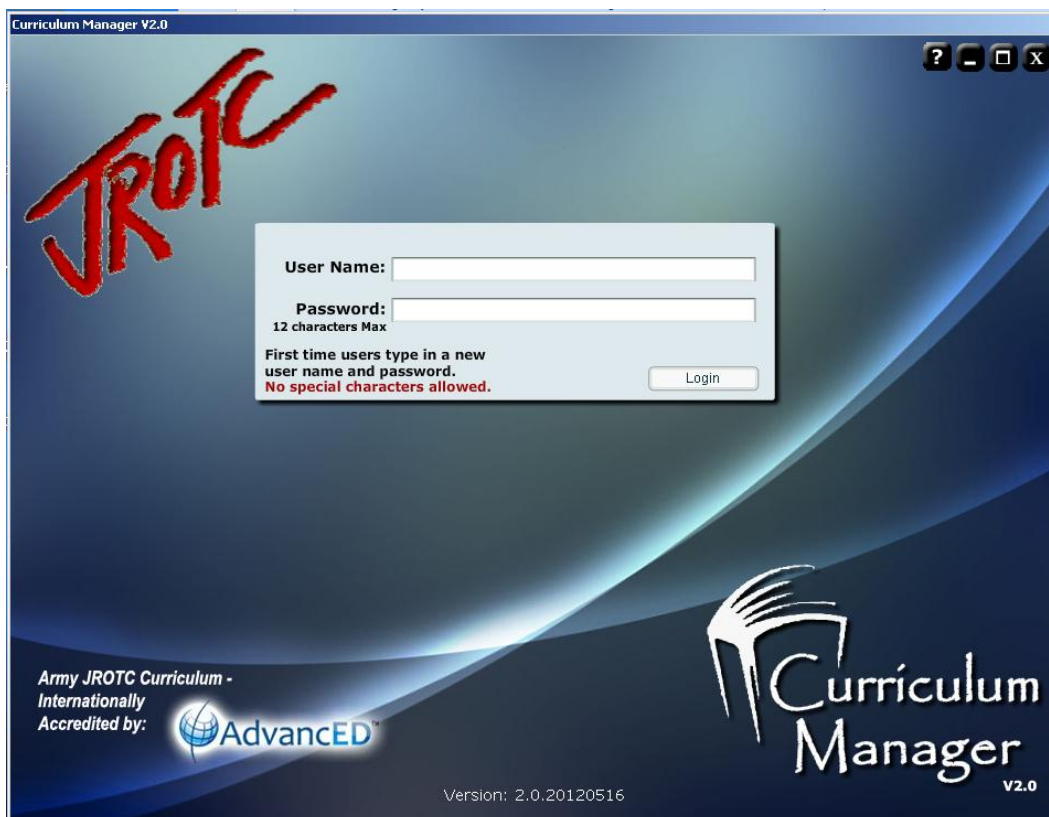 Curriculum Manager V2.0
? X
JROTC
User Name:
Password:
12 characters Max
First time users type in a new
user name and password.
No special characters allowed.
Login
Army JROTC Curriculum -
Internationally
Accredited by:
AdvancED™
Curriculum
Manager
V2.0
Version: 2.0.20120516